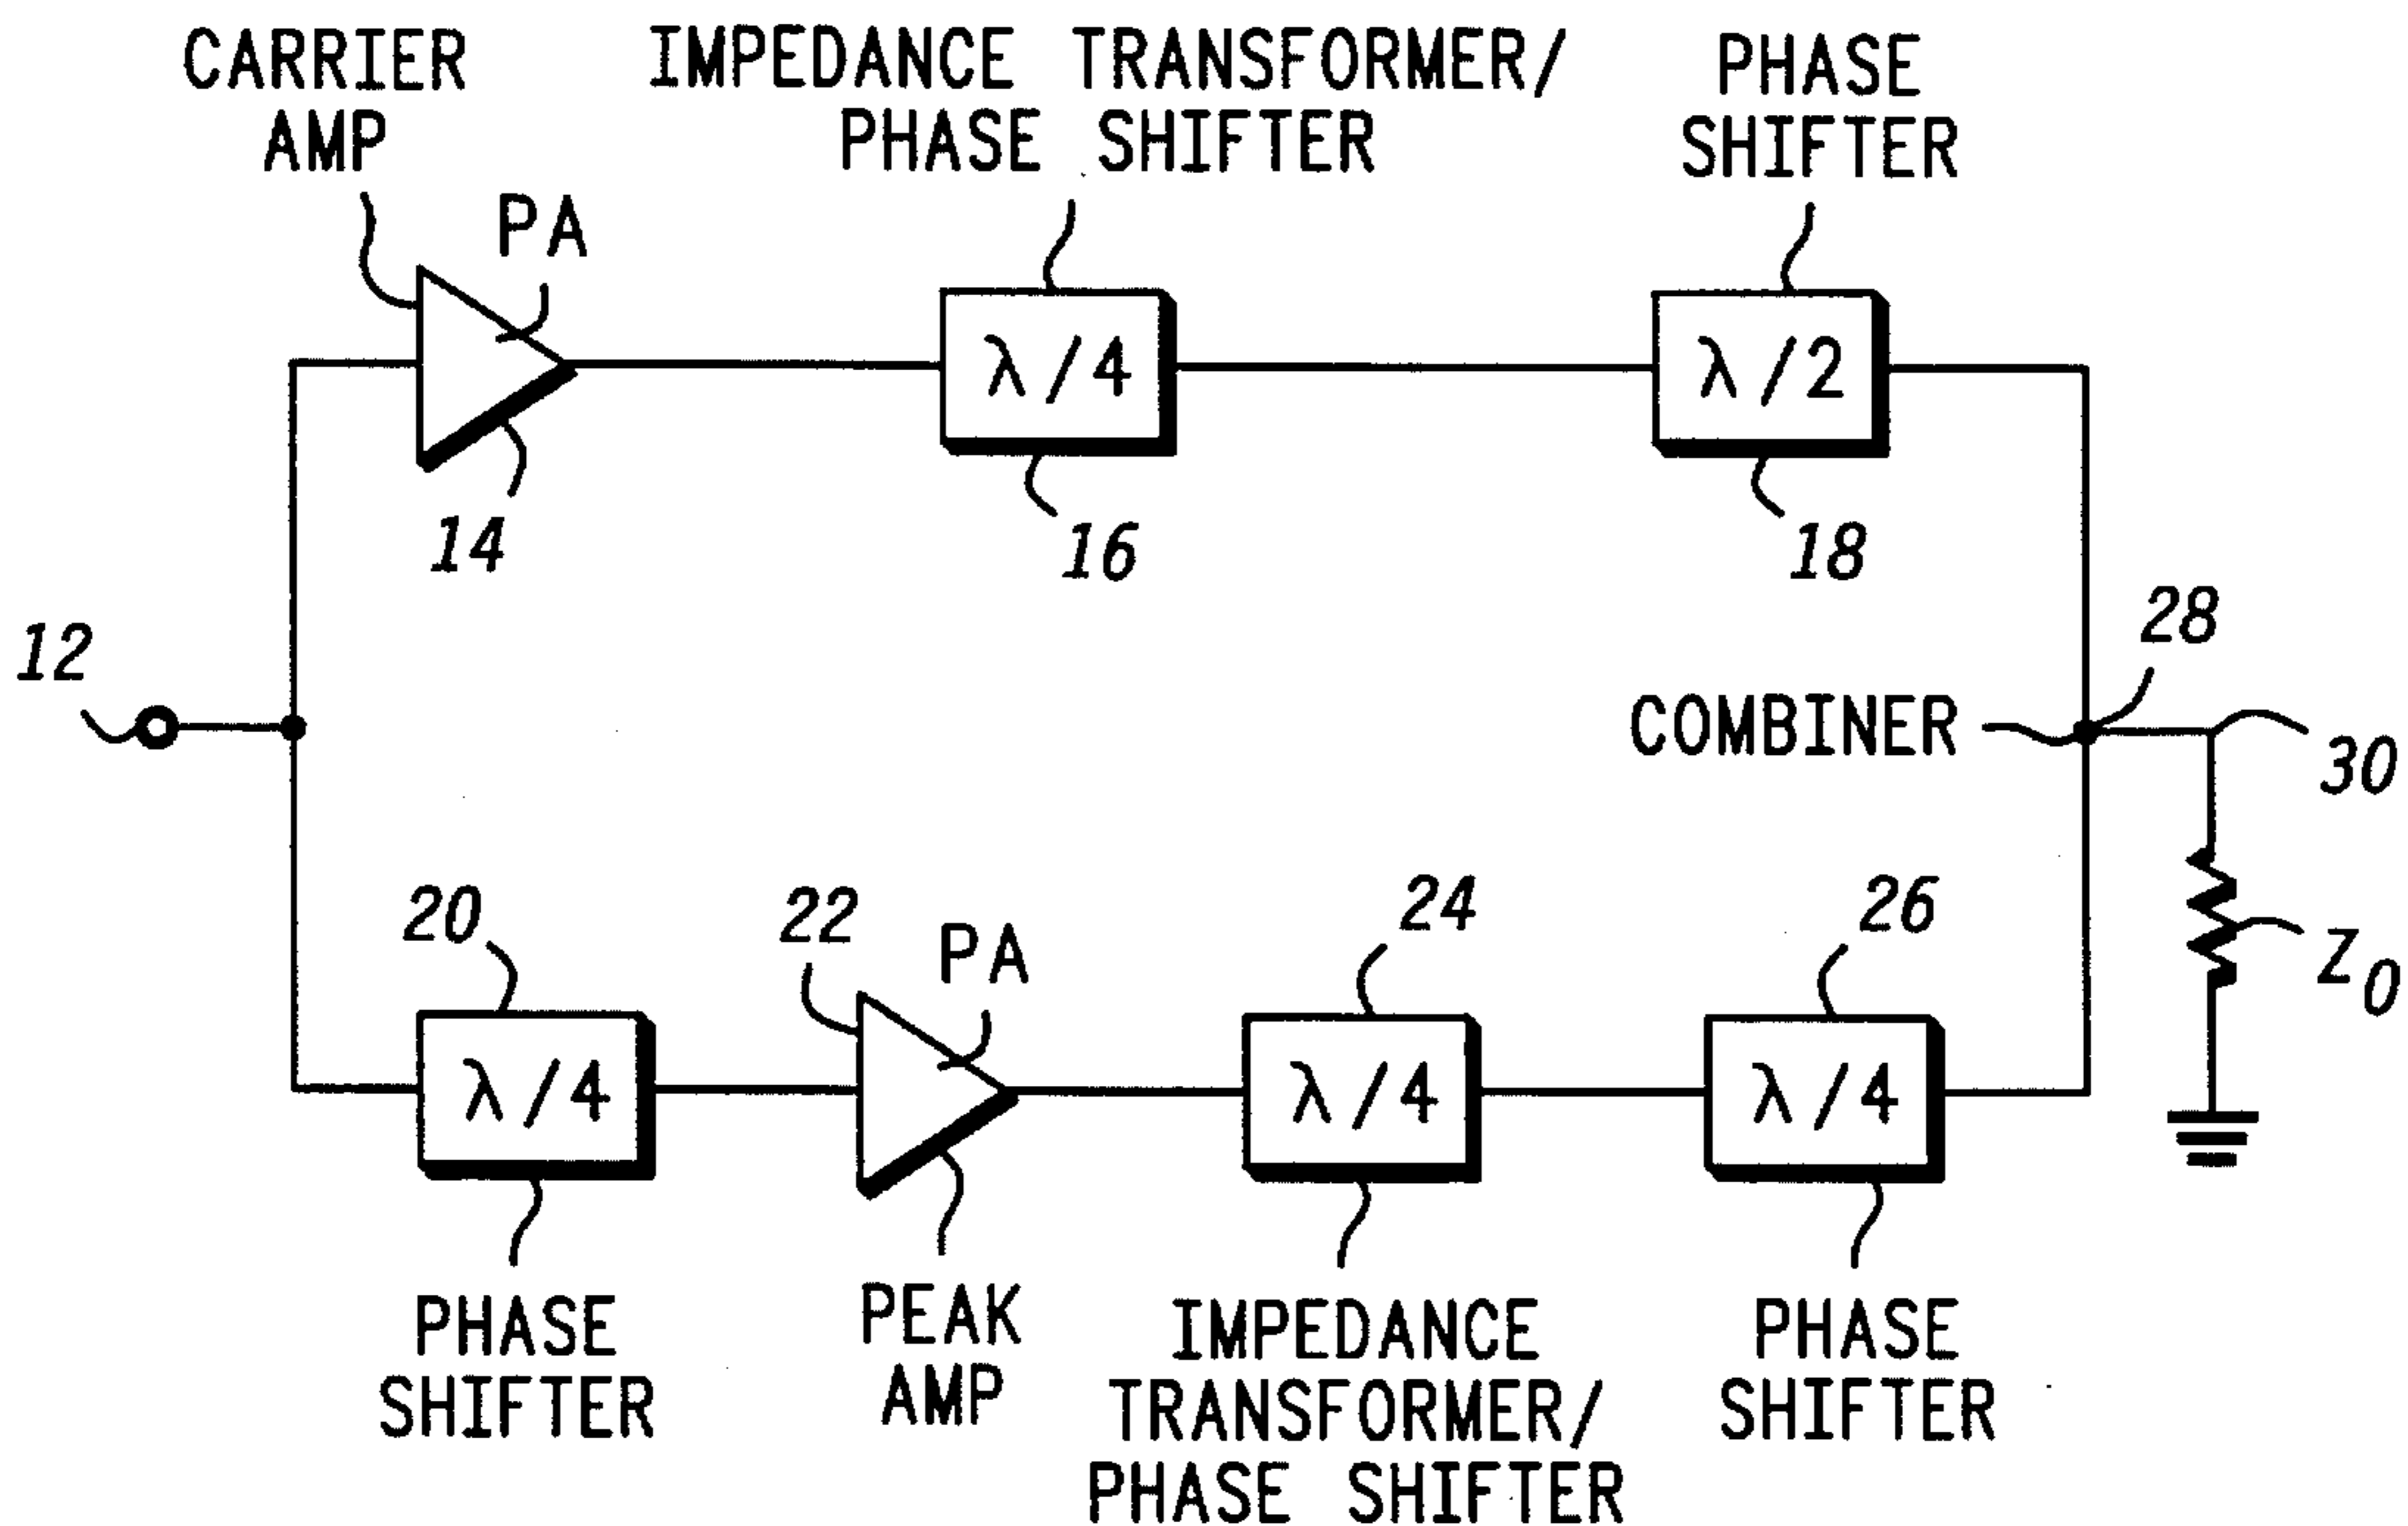 CARRIER
AMP
IMPEDANCE TRANSFORMER/
PHASE SHIFTER
PHASE
SHIFTER
PA
λ/4
λ/2
14
16
18
12
28
COMBINER
30
20
22
PA
24
26
Z0
λ/4
λ/4
λ/4
PHASE
SHIFTER
PEAK
AMP
IMPEDANCE
TRANSFORMER/
PHASE SHIFTER
PHASE
SHIFTER